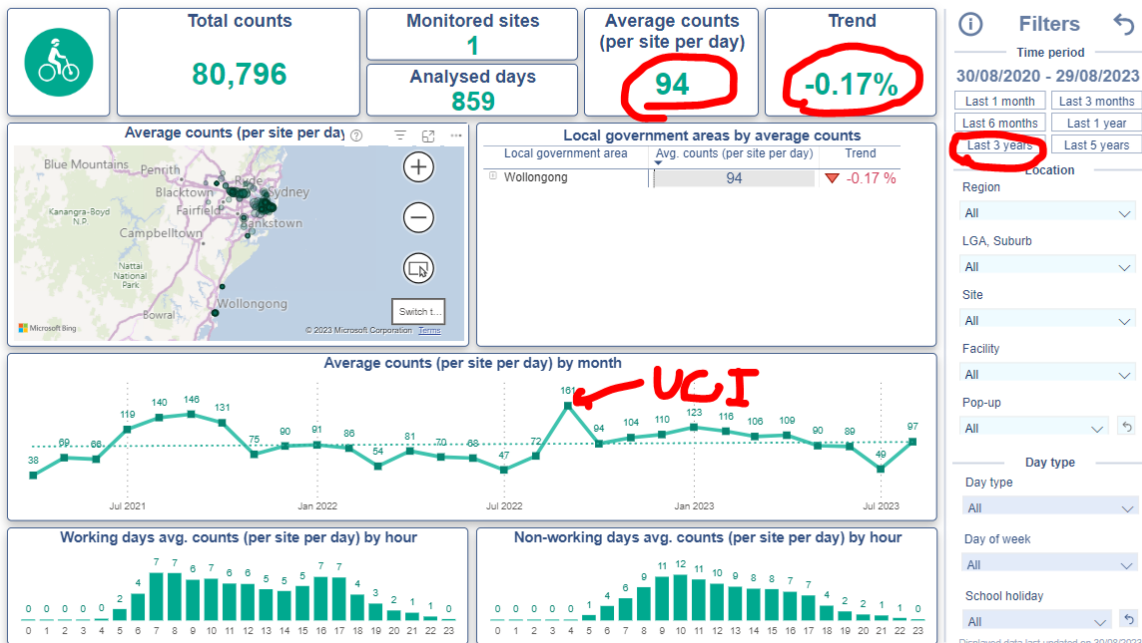 Total counts
80,796
Monitored sites
1
Analysed days
859
Average counts
(per site per day)
94
Trend
-0.17%
Filters
Time period
30/08/2020 - 29/08/2023
Last 1 month
Last 3 months
Last 6 months
Last 1 year
Last 3 years
Last 5 years
Location
Region
All
LGA, Suburb
All
Site
All
Facility
All
Pop-up
All
Day type
Day type
All
Day of week
All
School holiday
All
Displayed data last updated on 30/08/2023
Average counts (per site per day)
Blue Mountains
Penrith
Ryde
Blacktown
Sydney
Kanangra-Boyd
N.P.
Fairfield
Bankstown
Campbelltown
Nattai
National
Park
Wollongong
Bowral
Switch t...
Microsoft Bing
© 2023 Microsoft Corporation Terms
Local government areas by average counts
Local government area Avg. counts (per site per day) Trend
Wollongong 94 -0.17 %
Average counts (per site per day) by month
UCI
38 69 66 119 140 146 131 75 90 91 86 54 81 70 68 47 72 161 94 104 110 123 116 106 109 90 89 49 97
Jul 2021 Jan 2022 Jul 2022 Jan 2023 Jul 2023
Working days avg. counts (per site per day) by hour
0 0 0 0 0 2 4 7 7 6 7 6 6 5 5 5 7 7 4 3 2 1 1 0
0 1 2 3 4 5 6 7 8 9 10 11 12 13 14 15 16 17 18 19 20 21 22 23
Non-working days avg. counts (per site per day) by hour
0 0 0 0 0 1 4 6 9 11 12 11 10 9 8 8 7 7 4 2 2 1 1 0
0 1 2 3 4 5 6 7 8 9 10 11 12 13 14 15 16 17 18 19 20 21 22 23